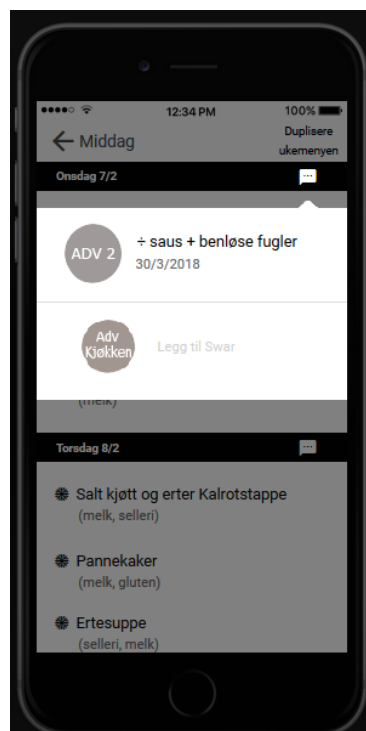 12:34 PM
100%
Middag
Duplisere
ukemenyen
Onsdag 7/2
ADV 2
÷ saus + benløse fugler
30/3/2018
Adv
Kjøkken
Legg til Swar
(melk)
Torsdag 8/2
Salt kjøtt og erter Kalrotstappe
(melk, selleri)
Pannekaker
(melk, gluten)
Ertesuppe
(selleri, melk)